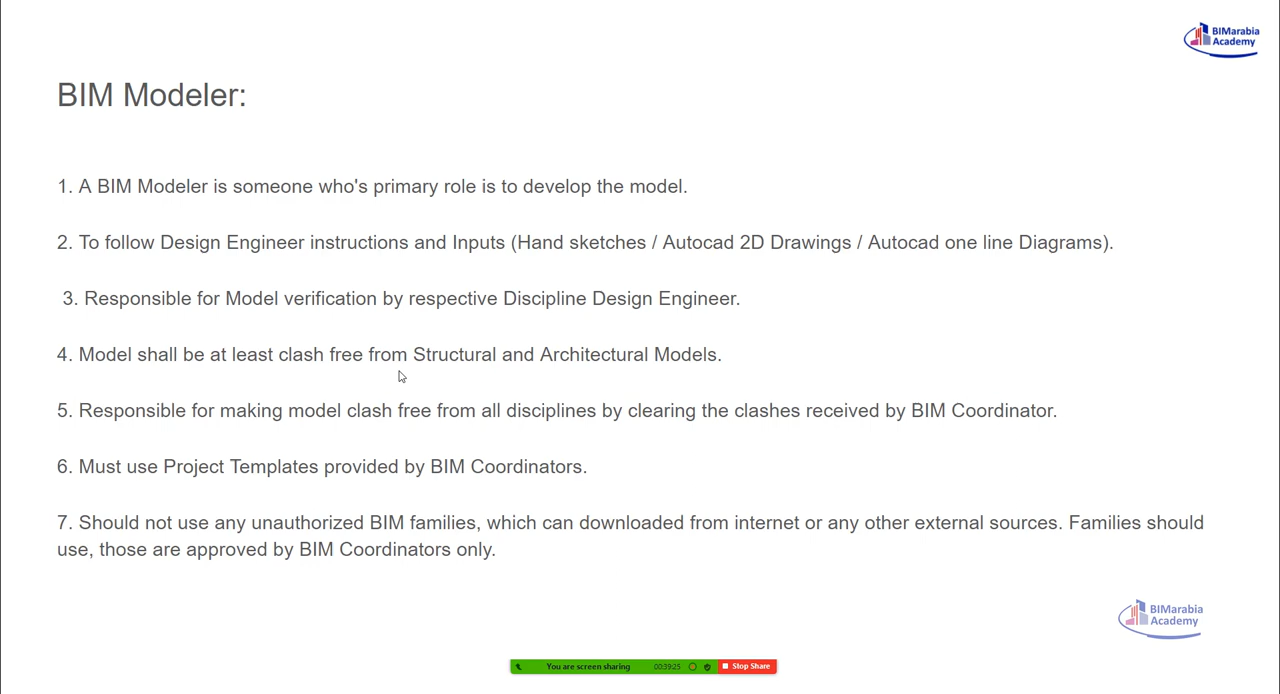 BIMarabia
Academy
BIM Modeler:
1. A BIM Modeler is someone who's primary role is to develop the model.
2. To follow Design Engineer instructions and Inputs (Hand sketches / Autocad 2D Drawings / Autocad one line Diagrams).
3. Responsible for Model verification by respective Discipline Design Engineer.
4. Model shall be at least clash free from Structural and Architectural Models.
5. Responsible for making model clash free from all disciplines by clearing the clashes received by BIM Coordinator.
6. Must use Project Templates provided by BIM Coordinators.
7. Should not use any unauthorized BIM families, which can downloaded from internet or any other external sources. Families should
use, those are approved by BIM Coordinators only.
BIMarabia
Academy
You are screen sharing 00:39:25 Stop Share